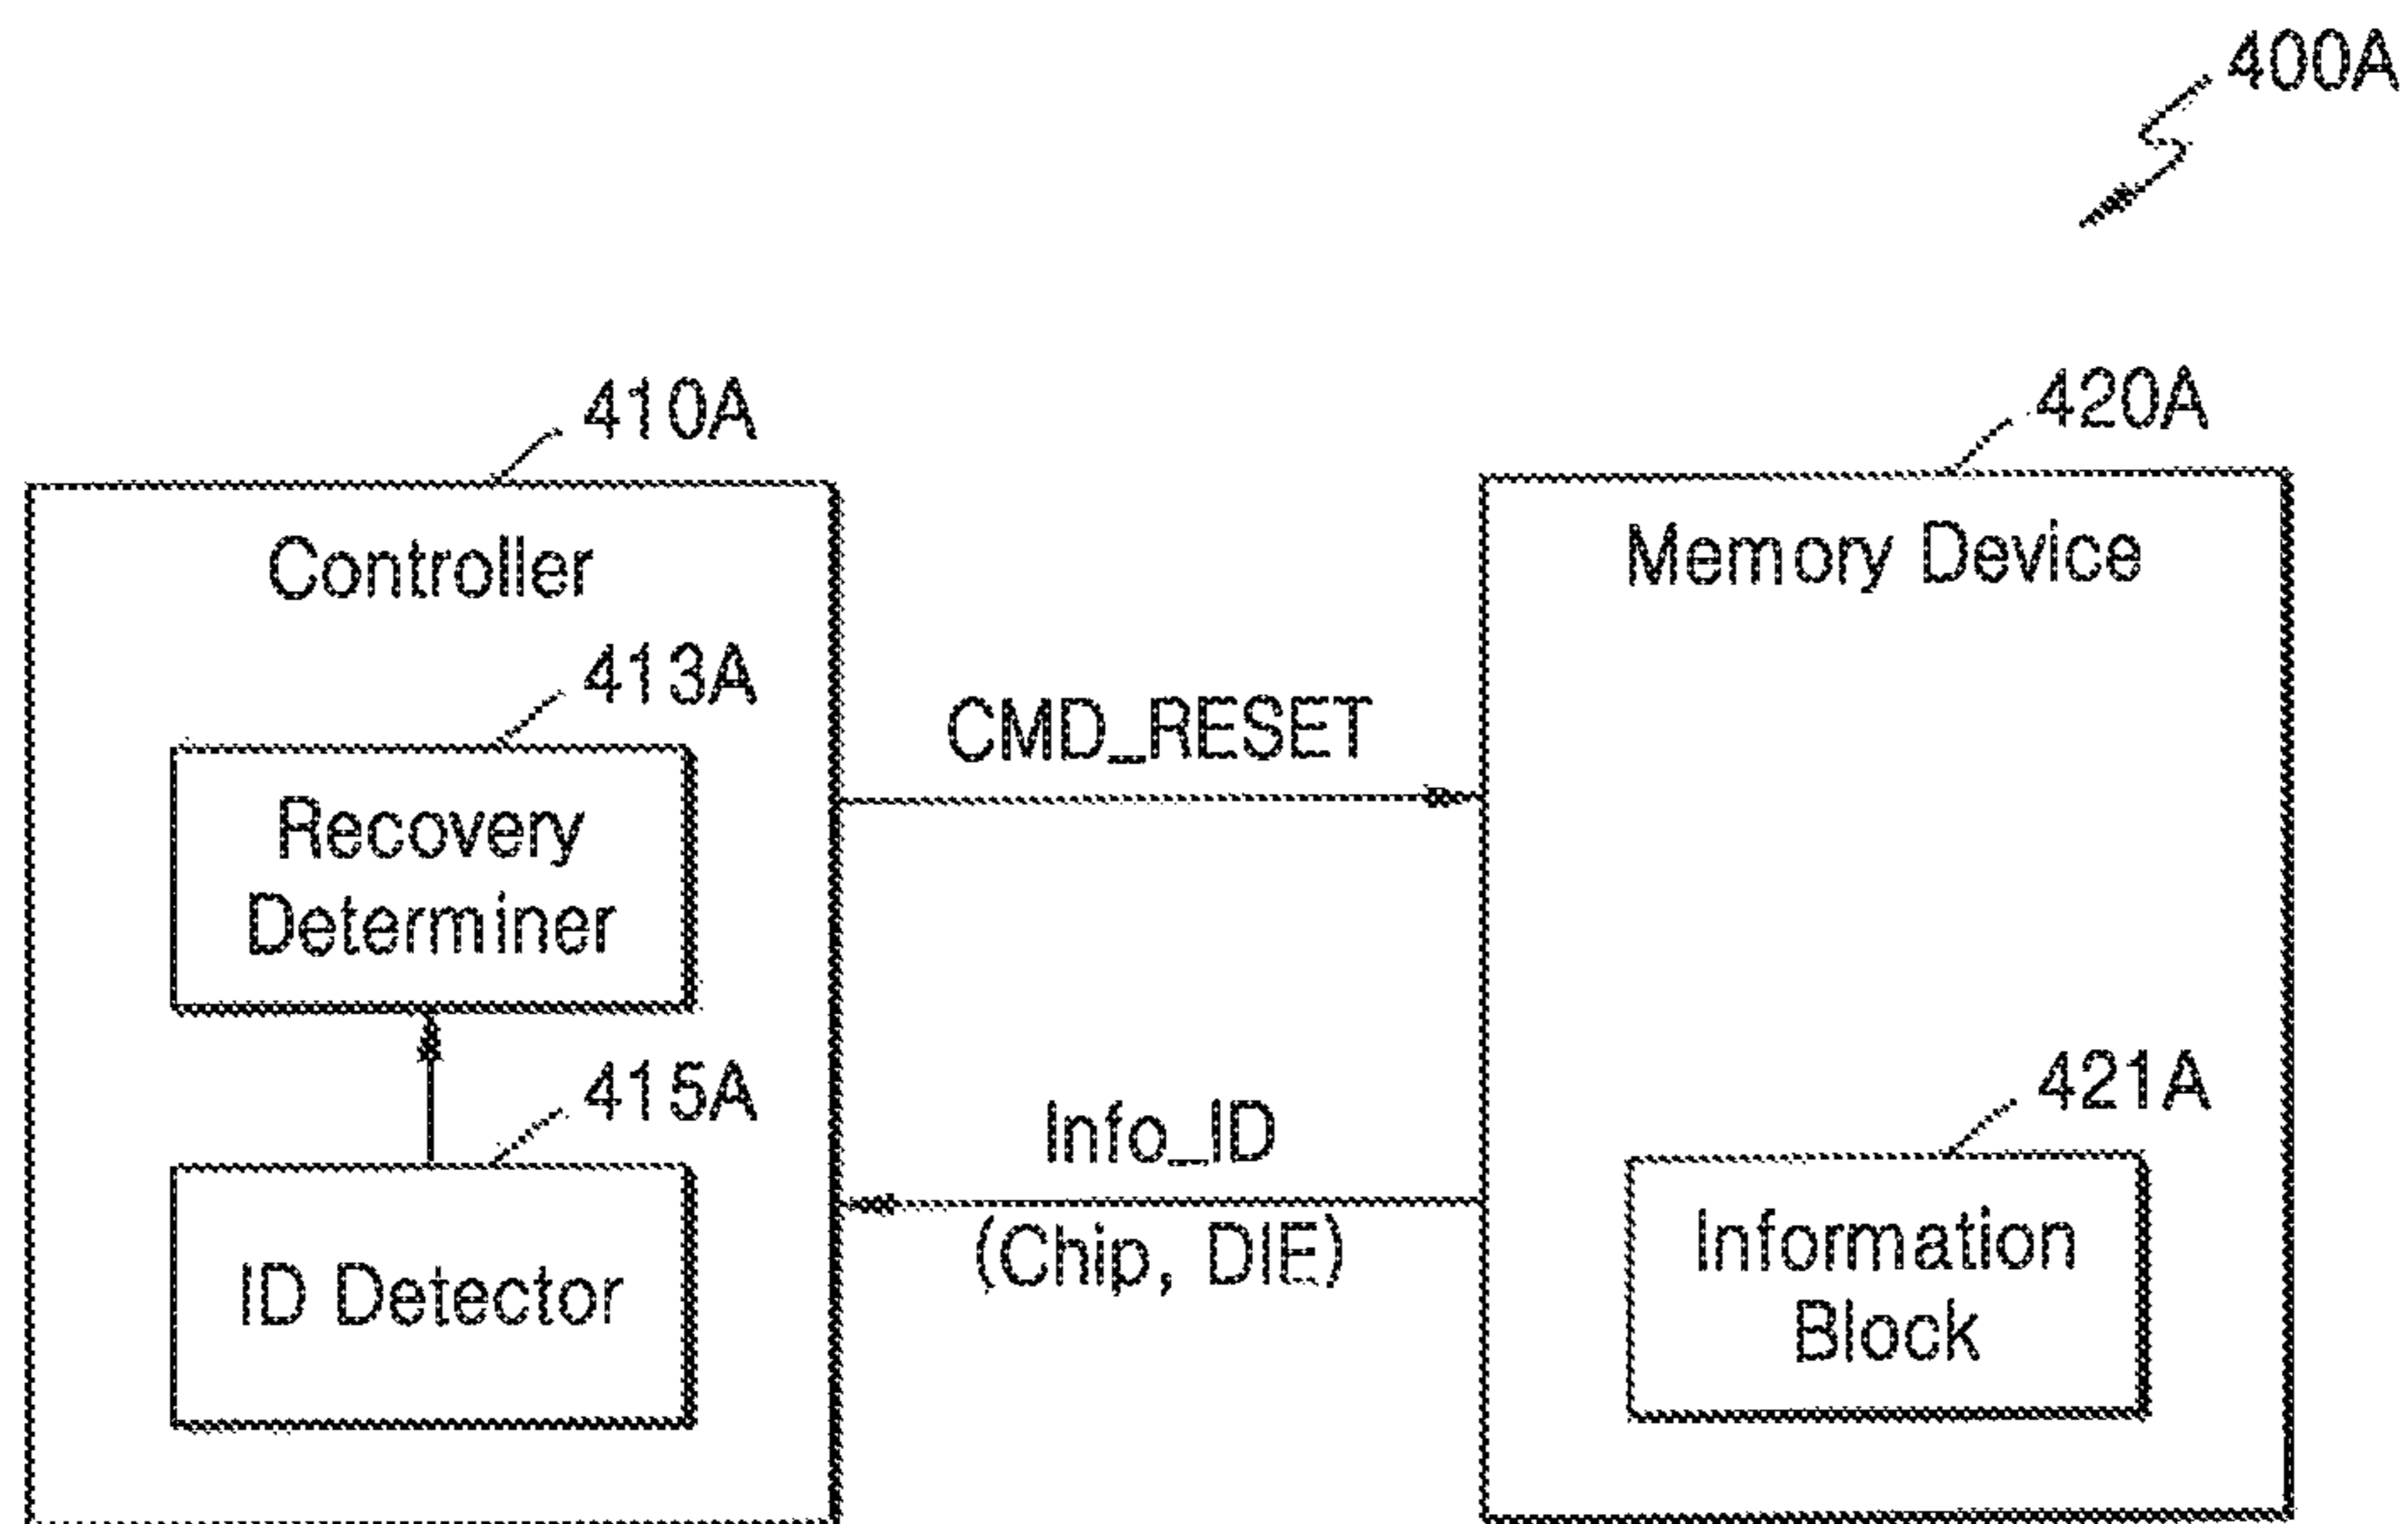 400A
410A
420A
Controller
Memory Device
413A
CMD_RESET
Recovery
Determiner
415A
421A
Info_ID
(Chip, DIE)
ID Detector
Information
Block